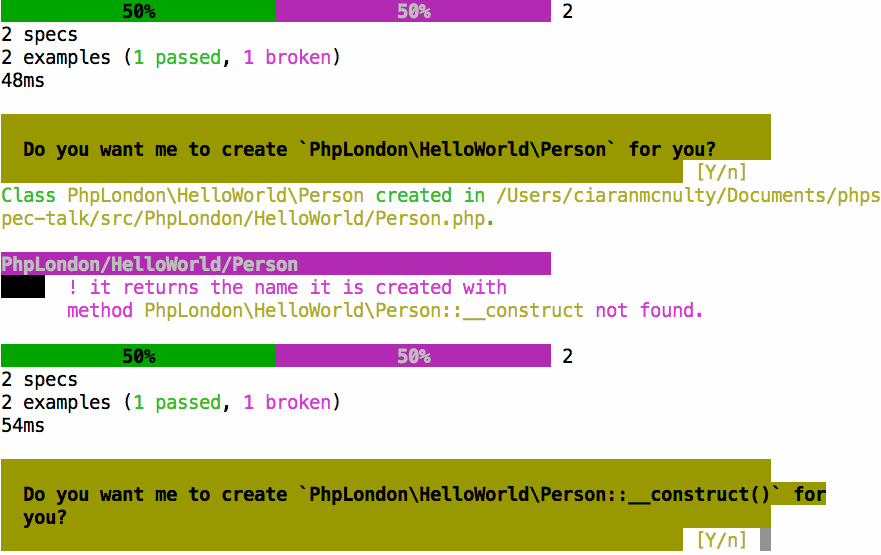 50% 50% 2
2 specs
2 examples (1 passed, 1 broken)
48ms
Do you want me to create `PhpLondon\HelloWorld\Person` for you?
[Y/n]
Class PhpLondon\HelloWorld\Person created in /Users/ciaranmcnulty/Documents/phps
pec-talk/src/PhpLondon/HelloWorld/Person.php.
PhpLondon/HelloWorld/Person
! it returns the name it is created with
method PhpLondon\HelloWorld\Person::__construct not found.
50% 50% 2
2 specs
2 examples (1 passed, 1 broken)
54ms
Do you want me to create `PhpLondon\HelloWorld\Person::__construct()` for
you?
[Y/n]